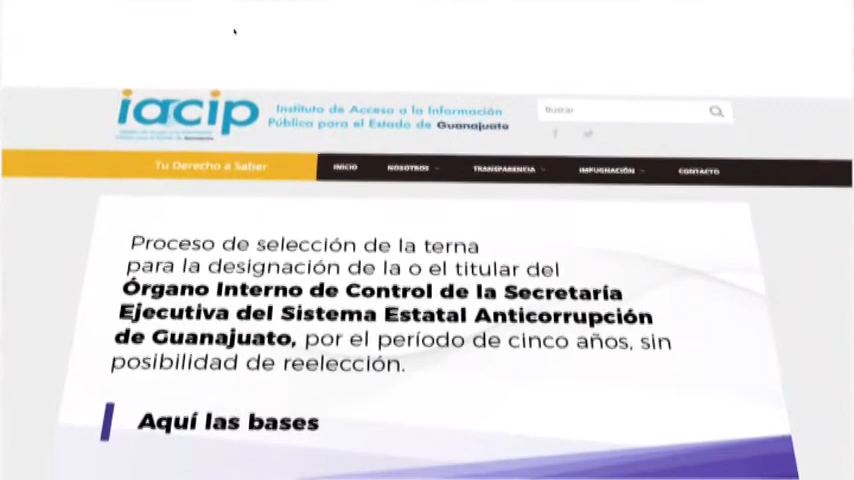 iacip
Instituto de Acceso a la Información
Pública para el Estado de Guanajuato
Buscar
Tu Derecho a Saber
INICIO
NOSOTROS
TRANSPARENCIA
IMPUGNACIÓN
CONTACTO
Proceso de selección de la terna
para la designación de la o el titular del
Órgano Interno de Control de la Secretaría
Ejecutiva del Sistema Estatal Anticorrupción
de Guanajuato, por el período de cinco años, sin
posibilidad de reelección.
Aquí las bases